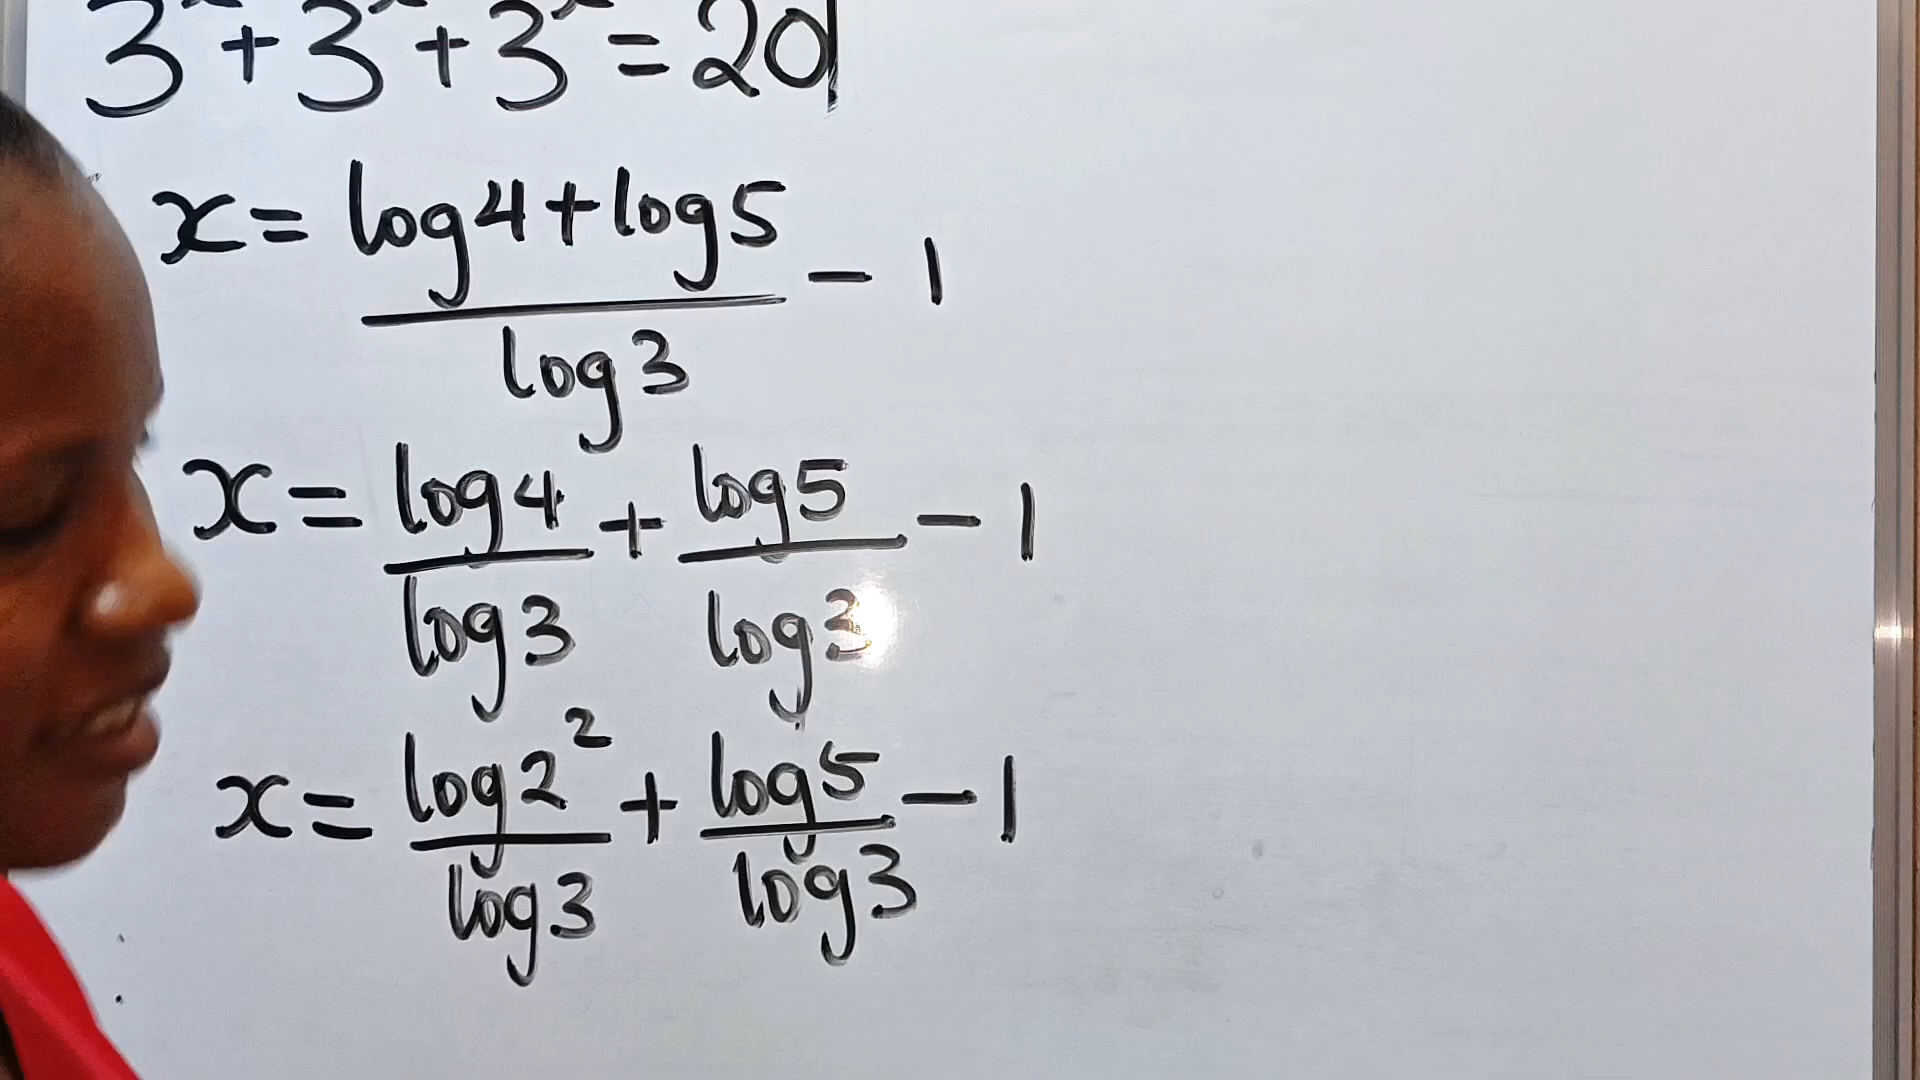 3ˣ+3ˣ+3ˣ=20
x= (log4+log5)/log3 - 1
x= log4/log3 + log5/log3 - 1
x= log2²/log3 + log5/log3 - 1